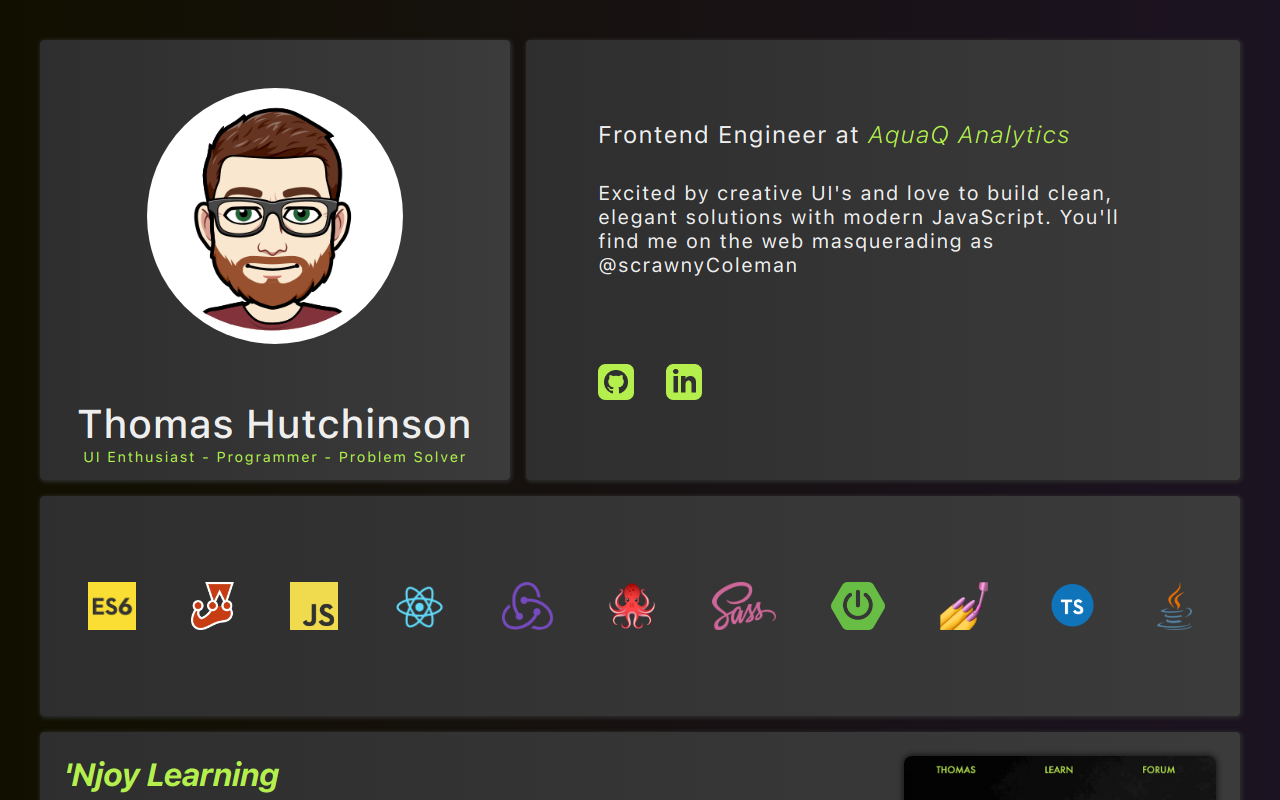 Frontend Engineer at AquaQ Analytics
Excited by creative UI's and love to build clean,
elegant solutions with modern JavaScript. You'll
find me on the web masquerading as
@scrawnyColeman
in
Thomas Hutchinson
UI Enthusiast - Programmer - Problem Solver
ES6
JS
Sass
TS
'Njoy Learning
THOMAS
LEARN
FORUM